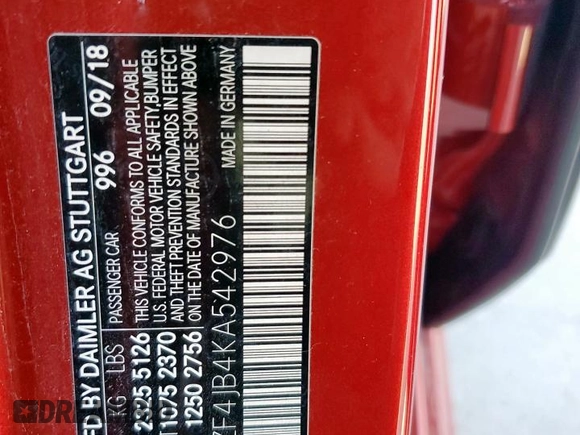 ED BY DAIMLER AG STUTTGART
996 09/18
KG LBS PASSENGER CAR
2325 5126 THIS VEHICLE CONFORMS TO ALL APPLICABLE
U.S. FEDERAL MOTOR VEHICLE SAFETY,BUMPER
1075 2370 AND THEFT PREVENTION STANDARDS IN EFFECT
1250 2756 ON THE DATE OF MANUFACTURE SHOWN ABOVE
F4JB4KA542976 MADE IN GERMANY